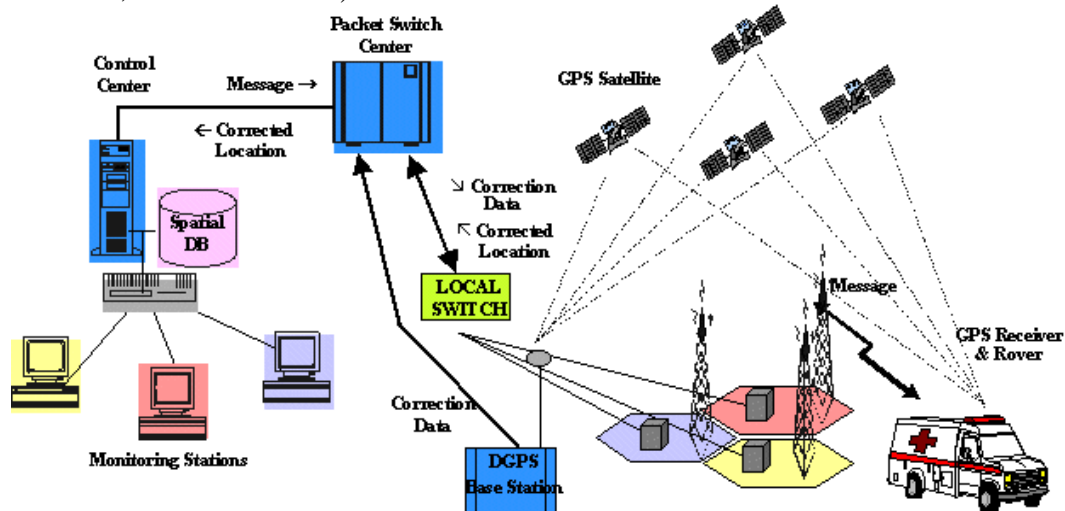 Packet Switch
Center
Control
Center
Message →
← Corrected
Location
GPS Satellite
↘ Correction
Data
↖ Corrected
Location
Spatial
DB
LOCAL
SWITCH
Message
GPS Receiver
& Rover
Correction
Data
Monitoring Stations
DGPS
Base Station